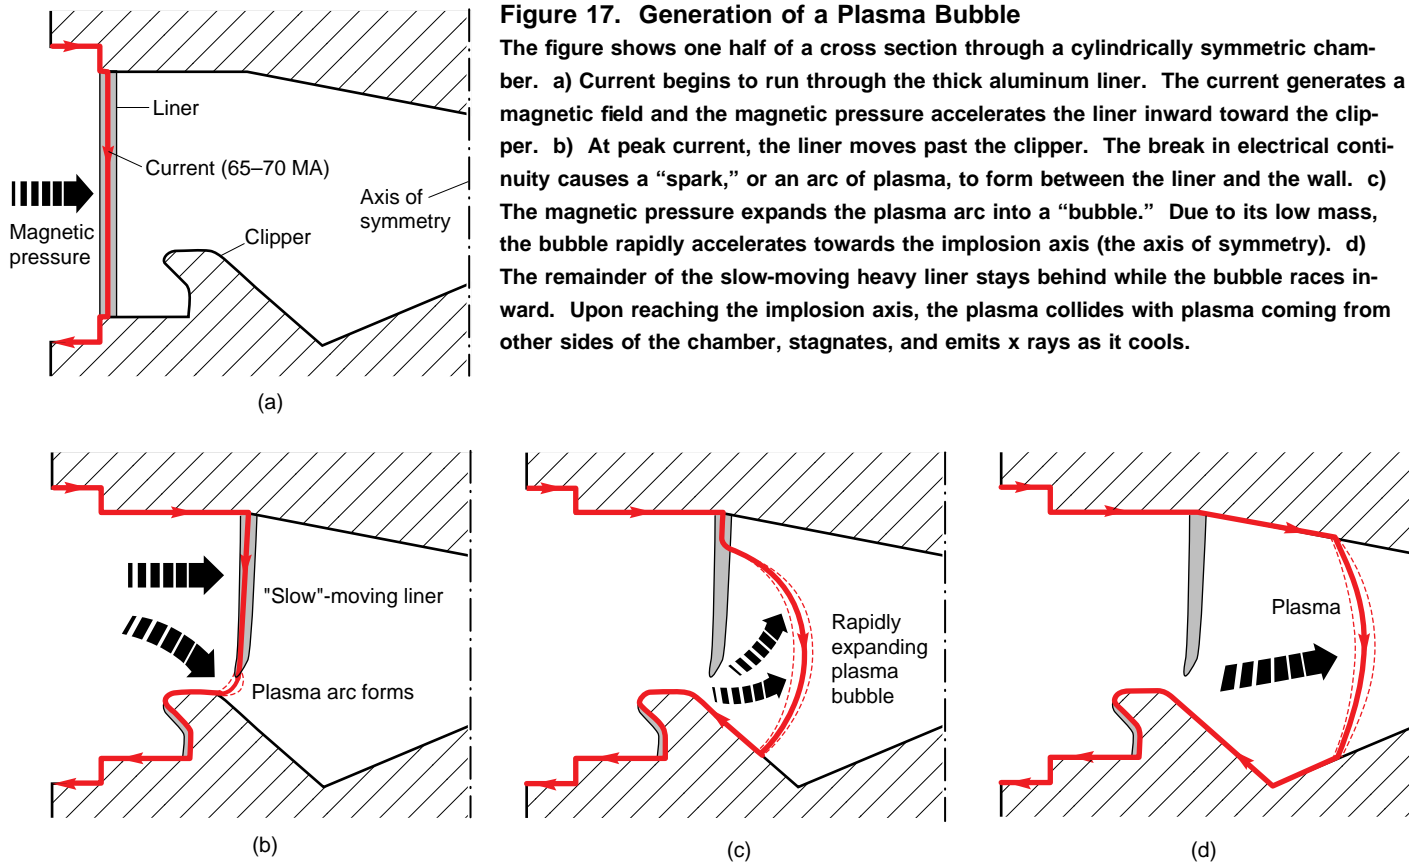 Figure 17.  Generation of a Plasma Bubble
The figure shows one half of a cross section through a cylindrically symmetric cham-
ber.  a) Current begins to run through the thick aluminum liner.  The current generates a
magnetic field and the magnetic pressure accelerates the liner inward toward the clip-
per.  b)  At peak current, the liner moves past the clipper.  The break in electrical conti-
nuity causes a “spark,” or an arc of plasma, to form between the liner and the wall.  c)
The magnetic pressure expands the plasma arc into a “bubble.”  Due to its low mass,
the bubble rapidly accelerates towards the implosion axis (the axis of symmetry).  d)
The remainder of the slow-moving heavy liner stays behind while the bubble races in-
ward.  Upon reaching the implosion axis, the plasma collides with plasma coming from
other sides of the chamber, stagnates, and emits x rays as it cools.
Liner
Current (65–70 MA)
Axis of
symmetry
Magnetic
pressure
Clipper
(a)
"Slow"-moving liner
Plasma arc forms
(b)
Rapidly
expanding
plasma
bubble
(c)
Plasma
(d)